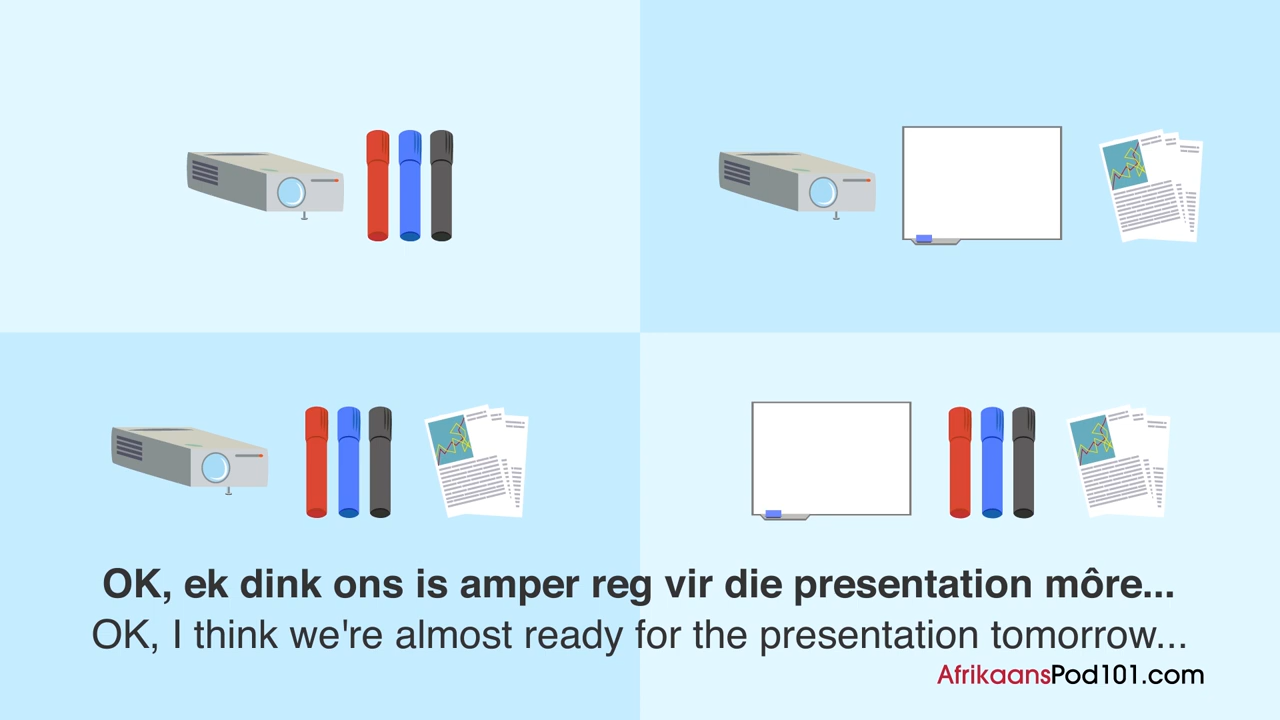 OK, ek dink ons is amper reg vir die presentation môre...
OK, I think we're almost ready for the presentation tomorrow...
AfrikaansPod101.com